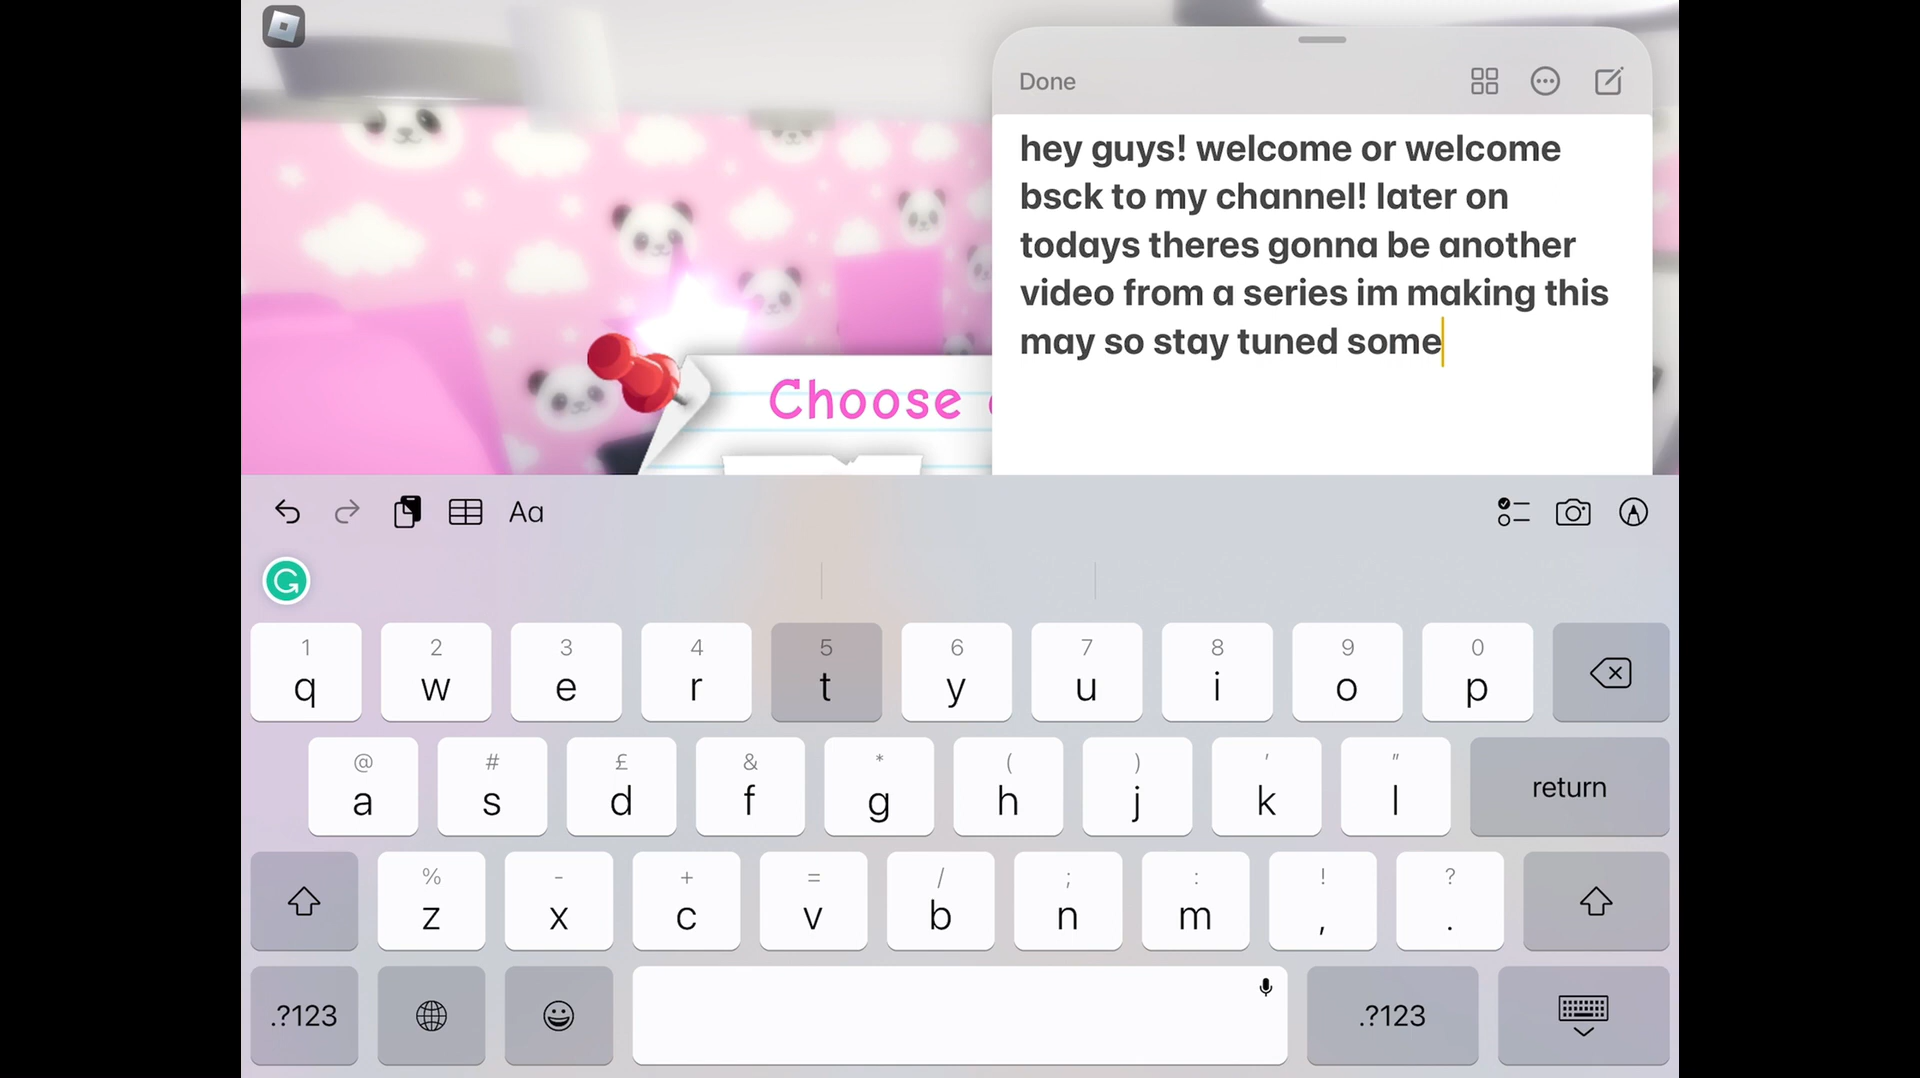 Done
hey guys! welcome or welcome
bsck to my channel! later on
todays theres gonna be another
video from a series im making this
may so stay tuned some
Choose
Aa
1 2 3 4 5 6 7 8 9 0
q w e r t y u i o p
@ # £ & * ( ) ' "
a s d f g h j k l return
% - + = / ; : ! ?
z x c v b n m , .
.?123 .?123